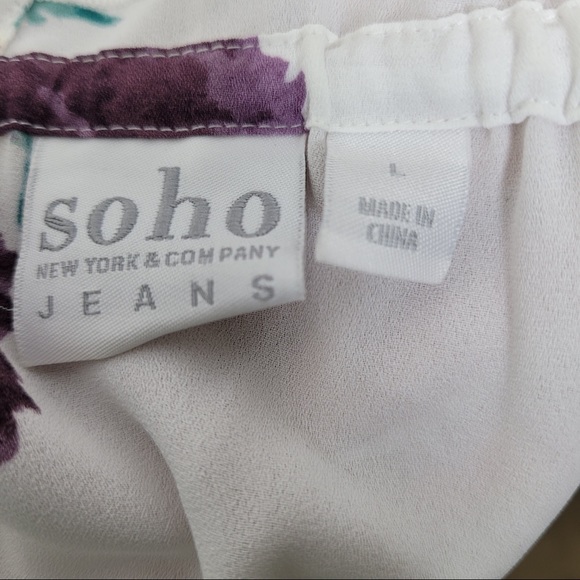 soho
NEW YORK & COMPANY
JEANS
L
MADE IN
CHINA